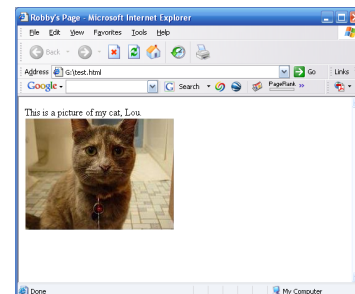 Robby's Page - Microsoft Internet Explorer
File Edit View Favorites Tools Help
Back
Address G:\test.html Go Links
Google Search PageRank »
This is a picture of my cat, Lou.
Done My Computer